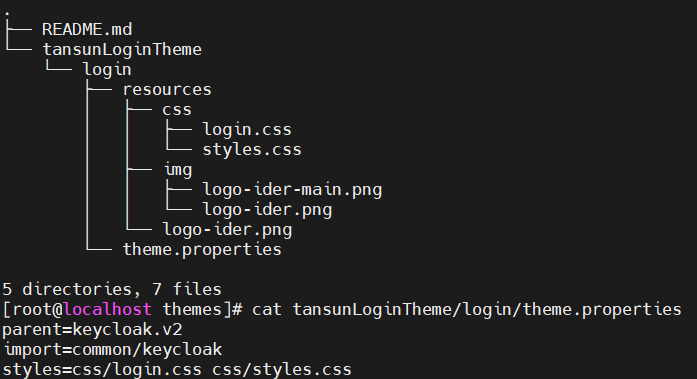 .
├── README.md
└── tansunLoginTheme
    └── login
        ├── resources
        │   ├── css
        │   │   ├── login.css
        │   │   └── styles.css
        │   ├── img
        │   │   ├── logo-ider-main.png
        │   │   └── logo-ider.png
        │   └── logo-ider.png
        └── theme.properties

5 directories, 7 files
[root@localhost themes]# cat tansunLoginTheme/login/theme.properties
parent=keycloak.v2
import=common/keycloak
styles=css/login.css css/styles.css